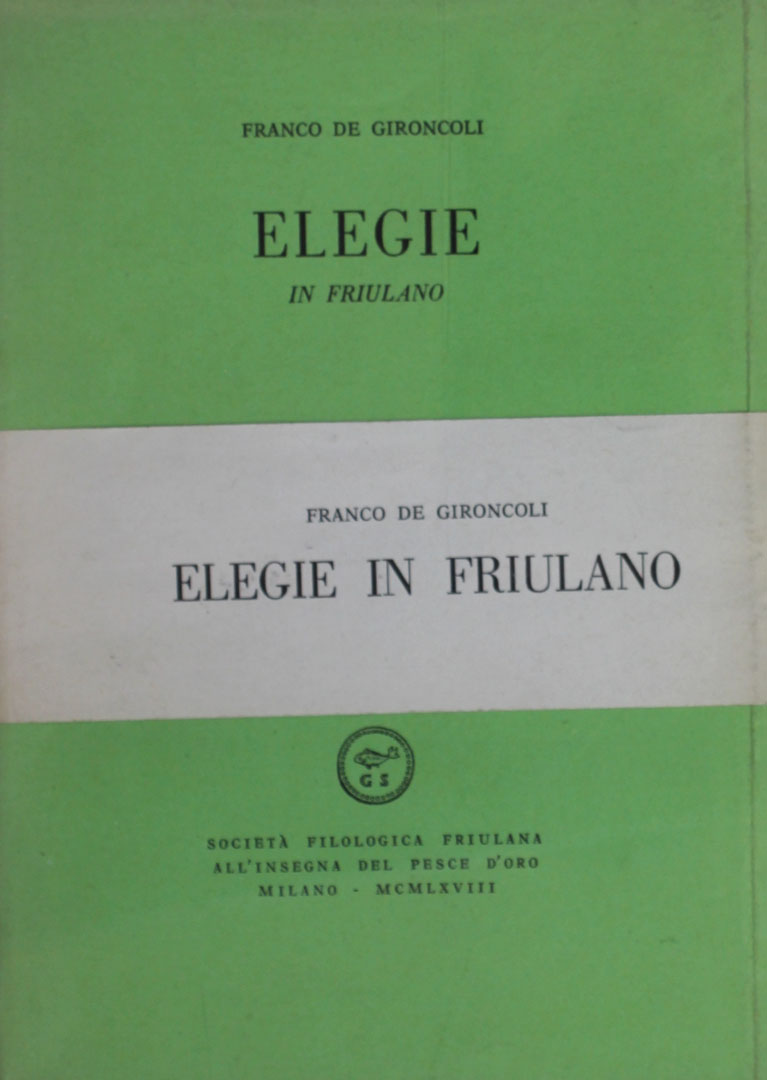 FRANCO DE GIRONCOLI
ELEGIE
IN FRIULANO
FRANCO DE GIRONCOLI
ELEGIE IN FRIULANO
G S
SOCIETÀ FILOLOGICA FRIULANA
ALL'INSEGNA DEL PESCE D'ORO
MILANO - MCMLXVIII